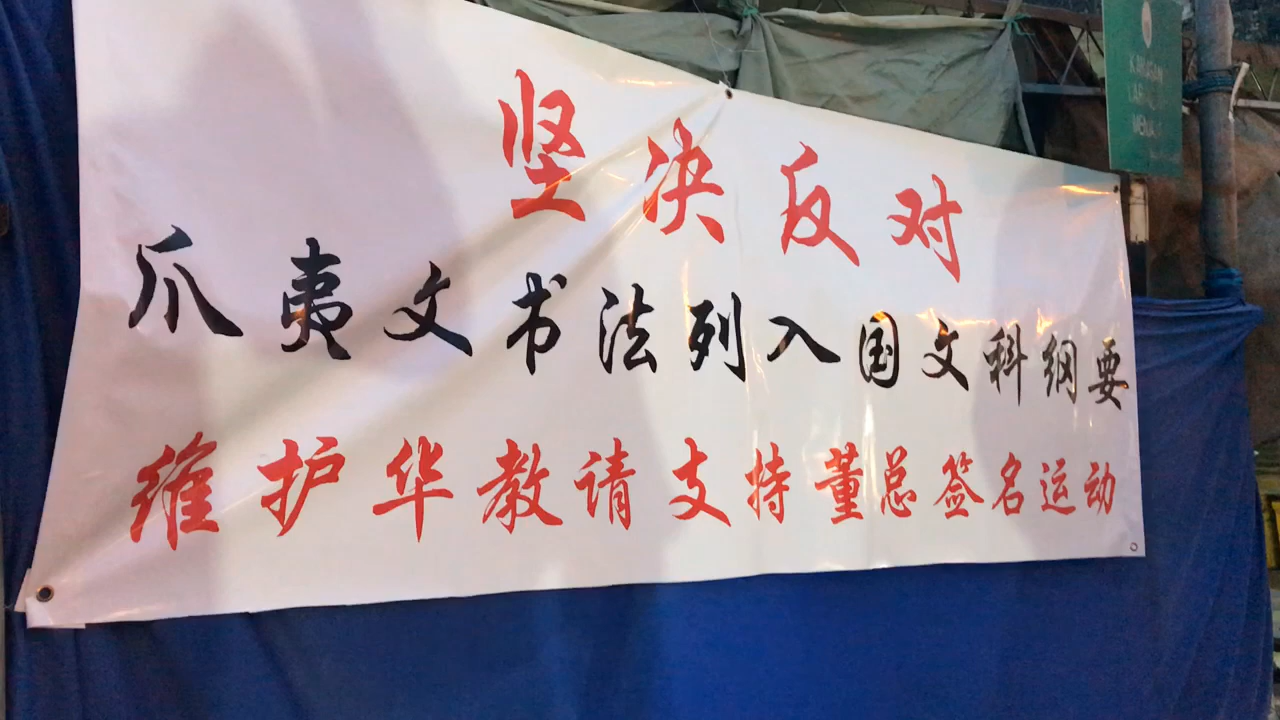 坚决反对
爪夷文书法列入国文科纲要
维护华教请支持董总签名运动